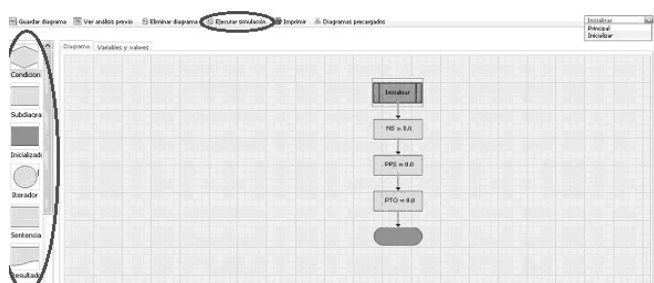 Guardar diagrama Ver análisis previo Eliminar diagrama Ejecutar simulación Imprimir Diagramas precargados
Inicializar
Principal
Inicializar
Diagrama Variables y valores
Condicion
Subdiagra
Inicializado
Iterador
Sentencia
Resultado
Inicializar
NS = 0.0
PPS = 0.0
PTO = 0.0